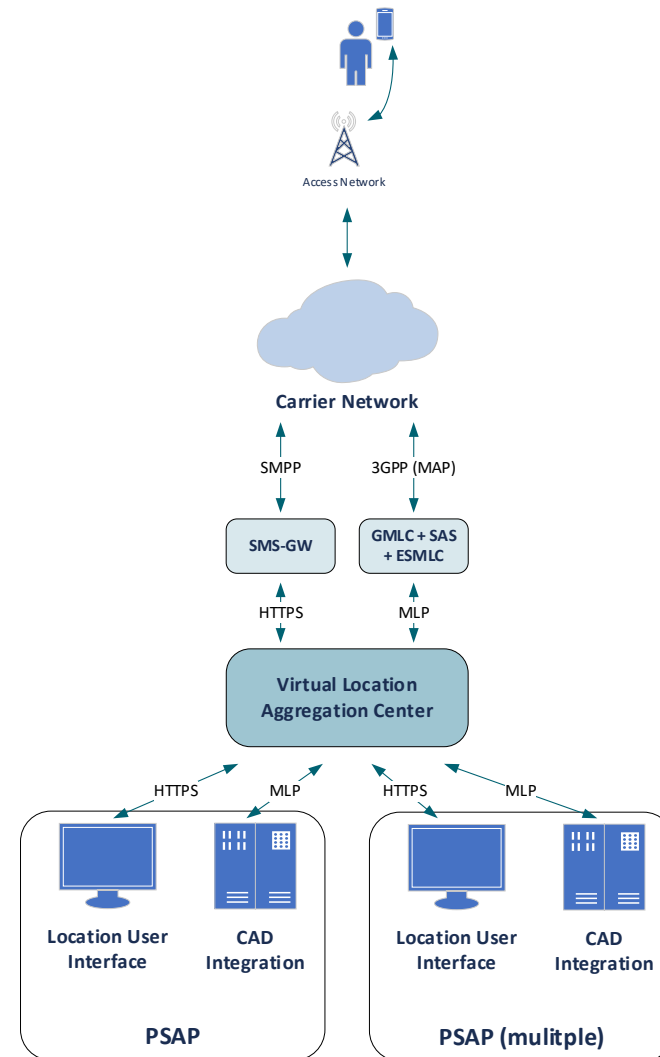 Access Network
Carrier Network
SMPP
3GPP (MAP)
SMS-GW
GMLC + SAS
+ ESMLC
HTTPS
MLP
Virtual Location
Aggregation Center
HTTPS
MLP
HTTPS
MLP
Location User
Interface
CAD
Integration
PSAP
Location User
Interface
CAD
Integration
PSAP (mulitple)